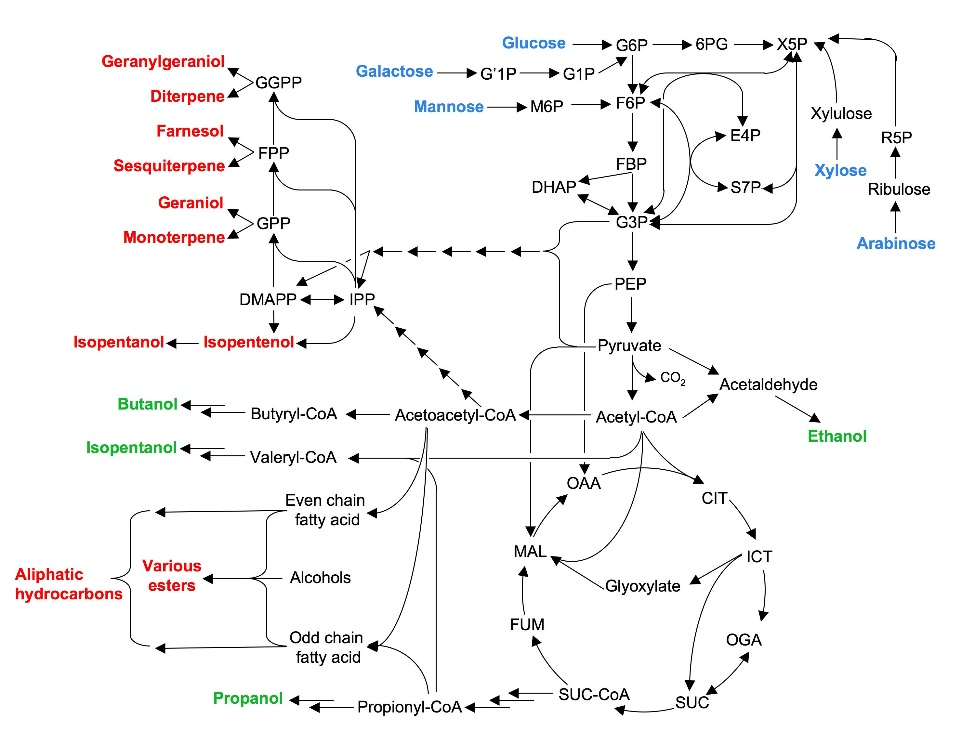 Glucose
G6P
6PG
X5P
Galactose
G'1P
G1P
Mannose
M6P
F6P
Xylulose
E4P
R5P
FBP
Xylose
DHAP
S7P
Ribulose
G3P
Arabinose
Geranylgeraniol
GGPP
Diterpene
Farnesol
FPP
Sesquiterpene
Geraniol
GPP
Monoterpene
DMAPP
IPP
Isopentanol
Isopentenol
PEP
Pyruvate
CO2
Acetaldehyde
Ethanol
Butanol
Butyryl-CoA
Acetoacetyl-CoA
Acetyl-CoA
Isopentanol
Valeryl-CoA
OAA
CIT
MAL
ICT
Glyoxylate
FUM
OGA
SUC-CoA
SUC
Even chain
fatty acid
Various
esters
Alcohols
Aliphatic
hydrocarbons
Odd chain
fatty acid
Propanol
Propionyl-CoA